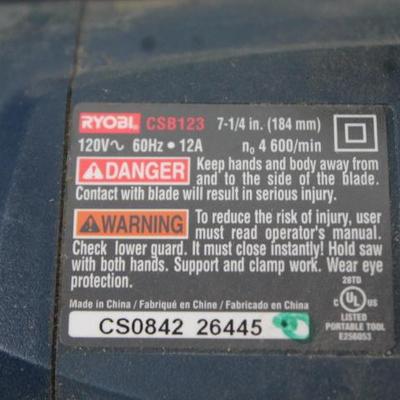 RYOBI CSB123 7-1/4 in. (184 mm)
120V~ 60Hz • 12A n₀ 4 600/min
DANGER Keep hands and body away from
and to the side of the blade.
Contact with blade will result in serious injury.
WARNING To reduce the risk of injury, user
must read operator's manual.
Check lower guard. It must close instantly! Hold saw
with both hands. Support and clamp work. Wear eye
protection.
28TD
C UL US
LISTED
PORTABLE TOOL
E256053
Made in China / Fabriqué en Chine / Fabricado en China
CS0842 26445